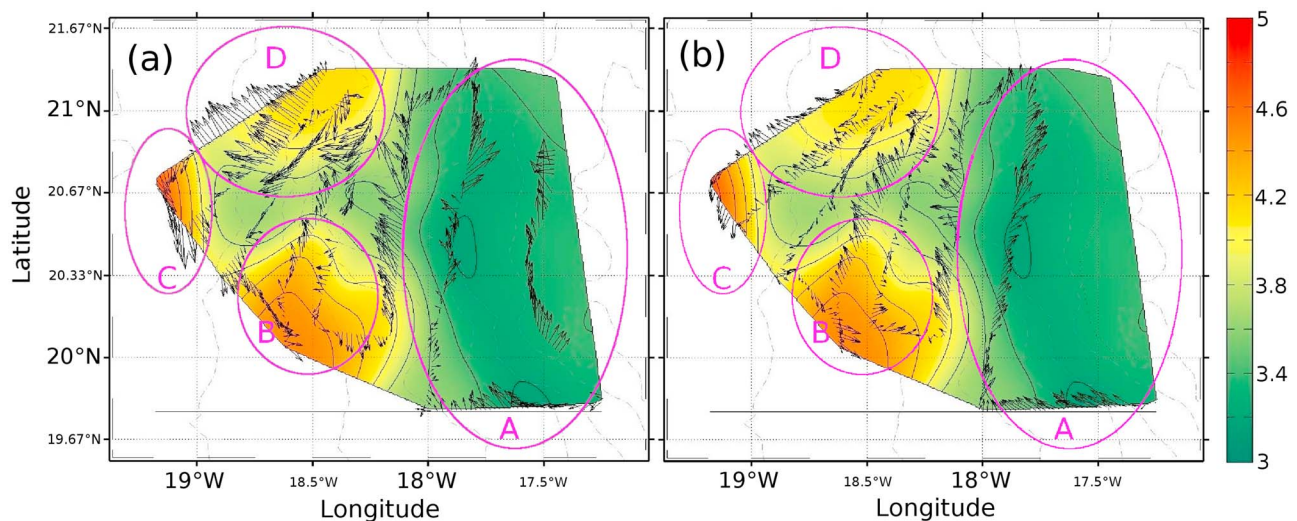 (a)
D
C
B
A
21.67°N
21°N
20.67°N
20.33°N
20°N
19.67°N
Latitude
19°W
18.5°W
18°W
17.5°W
Longitude
(b)
D
C
B
A
19°W
18.5°W
18°W
17.5°W
Longitude
5
4.6
4.2
3.8
3.4
3